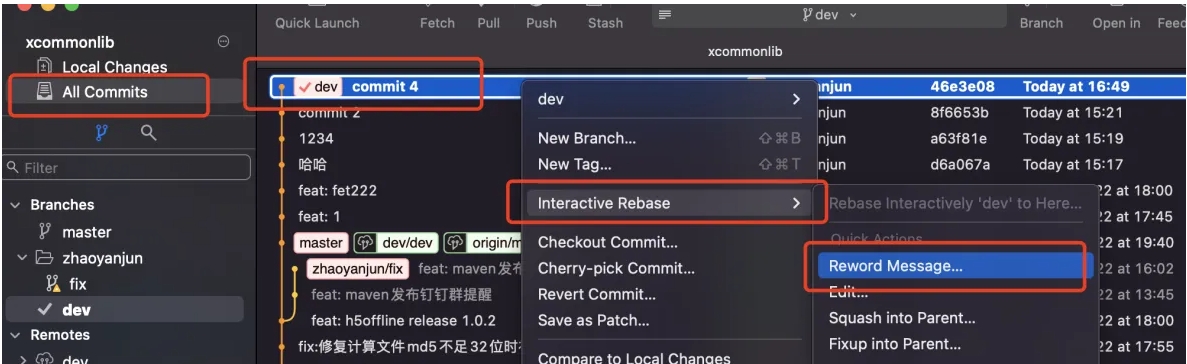 Quick Launch Fetch Pull Push Stash dev Branch Open in
xcommonlib
xcommonlib
Local Changes
All Commits
Filter
Branches
master
zhaoyanjun
fix
dev
Remotes
dev
dev commit 4 njun 46e3e08 Today at 16:49
commit 2 njun 8f6653b Today at 15:21
1234 njun a63f81e Today at 15:19
哈哈 njun d6a067a Today at 15:17
feat: fet222 22 at 18:00
feat: 1 22 at 17:45
master dev/dev 22 at 19:40
zhaoyanjun/fix feat: maven发布 22 at 16:02
feat: maven发布钉钉群提醒 22 at 13:45
feat: h5offline release 1.0.2 22 at 18:00
fix:修复计算文件md5不足32位时 22 at 17:55
dev
New Branch... ⇧⌘B
New Tag... ⇧⌘T
Interactive Rebase
Checkout Commit...
Cherry-pick Commit...
Revert Commit...
Save as Patch...
Compare to Local Changes
Rebase Interactively 'dev' to Here...
Quick Actions
Reword Message...
Edit...
Squash into Parent...
Fixup into Parent...